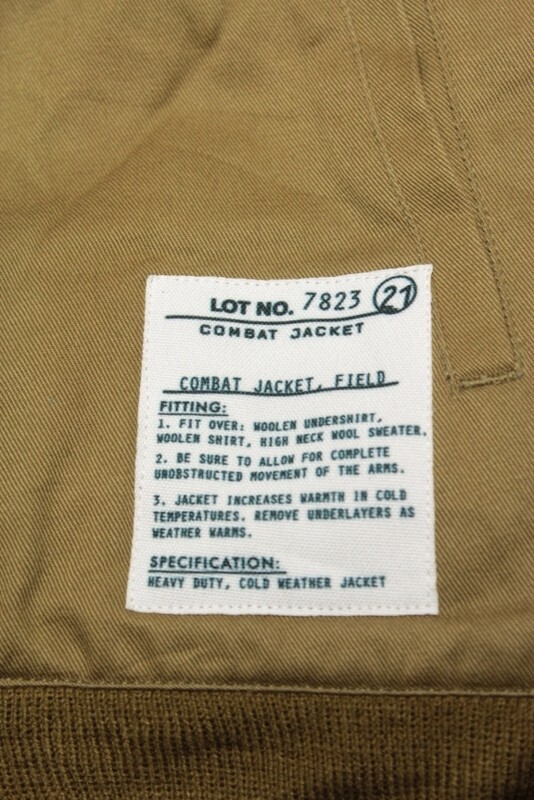 LOT NO. 7823 21
COMBAT JACKET
COMBAT JACKET, FIELD
FITTING:
1. FIT OVER: WOOLEN UNDERSHIRT,
WOOLEN SHIRT, HIGH NECK WOOL SWEATER.
2. BE SURE TO ALLOW FOR COMPLETE
UNOBSTRUCTED MOVEMENT OF THE ARMS.
3. JACKET INCREASES WARMTH IN COLD
TEMPERATURES. REMOVE UNDERLAYERS AS
WEATHER WARMS.
SPECIFICATION:
HEAVY DUTY, COLD WEATHER JACKET